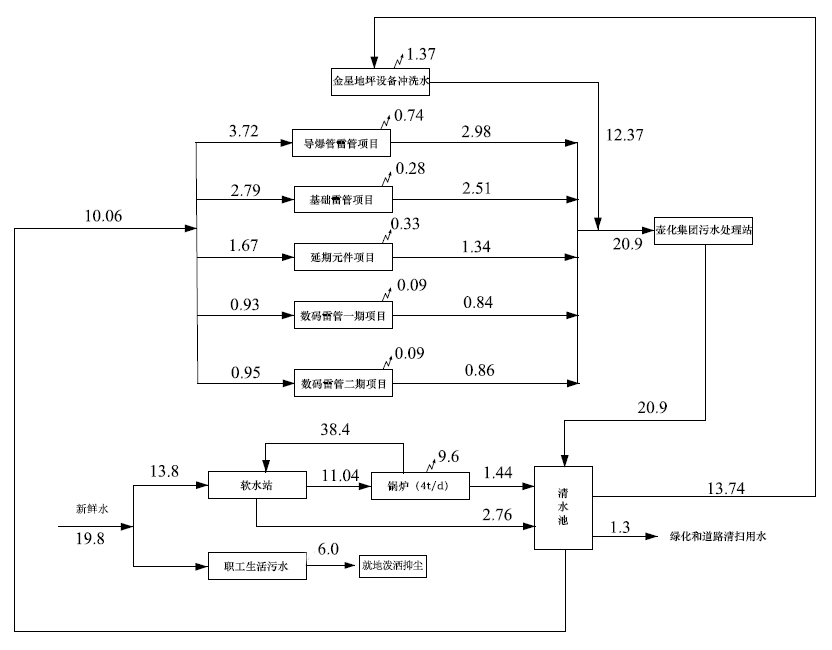 1.37
金星地坪设备冲洗水
12.37
3.72
导爆管雷管项目
0.74
2.98
2.79
基础雷管项目
0.28
2.51
10.06
1.67
延期元件项目
0.33
1.34
20.9
壶化集团污水处理站
0.93
数码雷管一期项目
0.09
0.84
0.95
数码雷管二期项目
0.09
0.86
20.9
38.4
13.8
软水站
11.04
锅炉（4t/d）
9.6
1.44
清水池
13.74
新鲜水
19.8
2.76
1.3
绿化和道路清扫用水
职工生活污水
6.0
就地泼洒抑尘